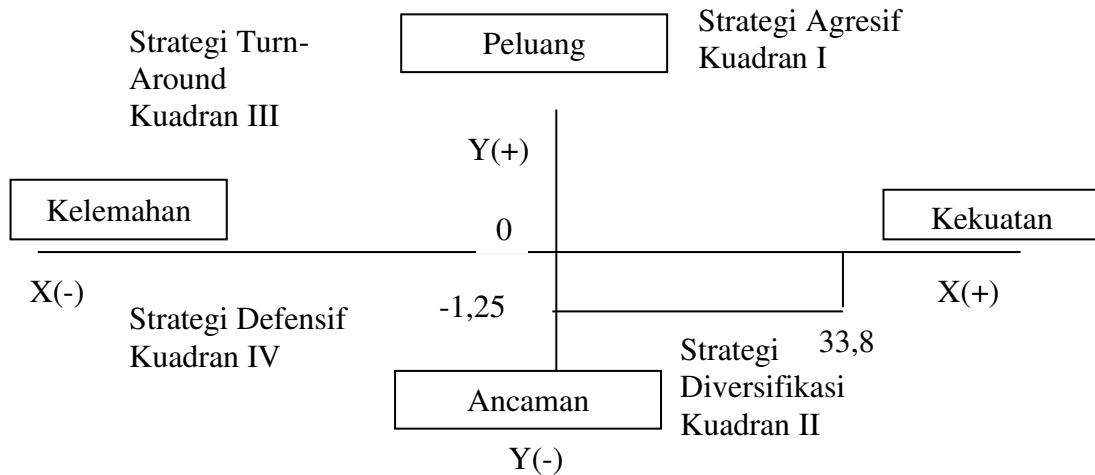 Strategi Turn-
Around
Kuadran III
Peluang
Strategi Agresif
Kuadran I
Y(+)
Kelemahan
0
Kekuatan
X(-)
X(+)
Strategi Defensif
Kuadran IV
-1,25
33,8
Strategi
Diversifikasi
Kuadran II
Ancaman
Y(-)